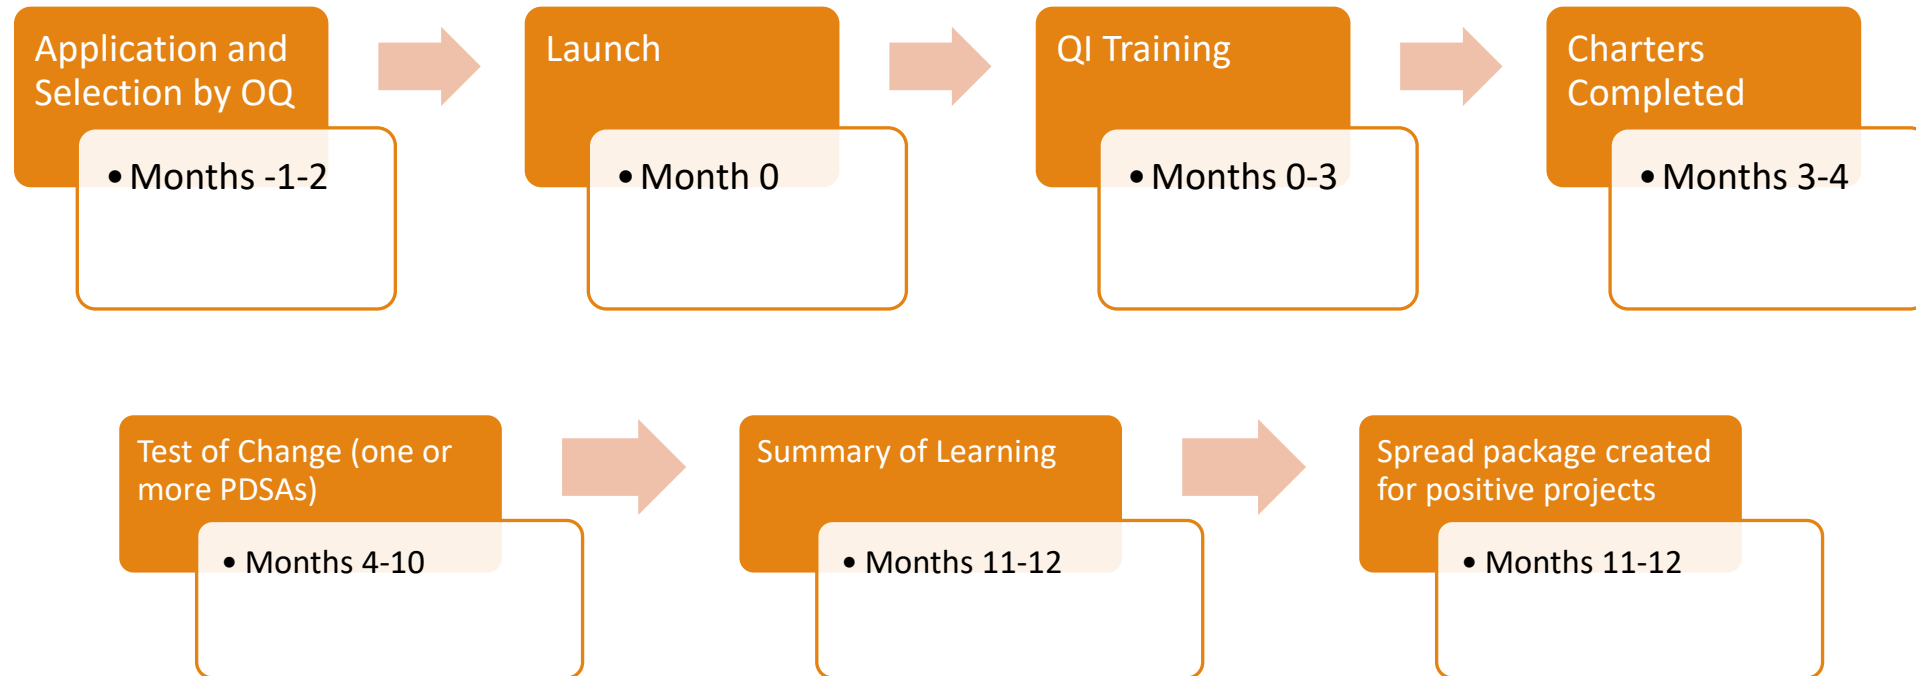 Application and
Selection by OQ
• Months -1-2
Launch
• Month 0
QI Training
• Months 0-3
Charters
Completed
• Months 3-4
Test of Change (one or
more PDSAs)
• Months 4-10
Summary of Learning
• Months 11-12
Spread package created
for positive projects
• Months 11-12